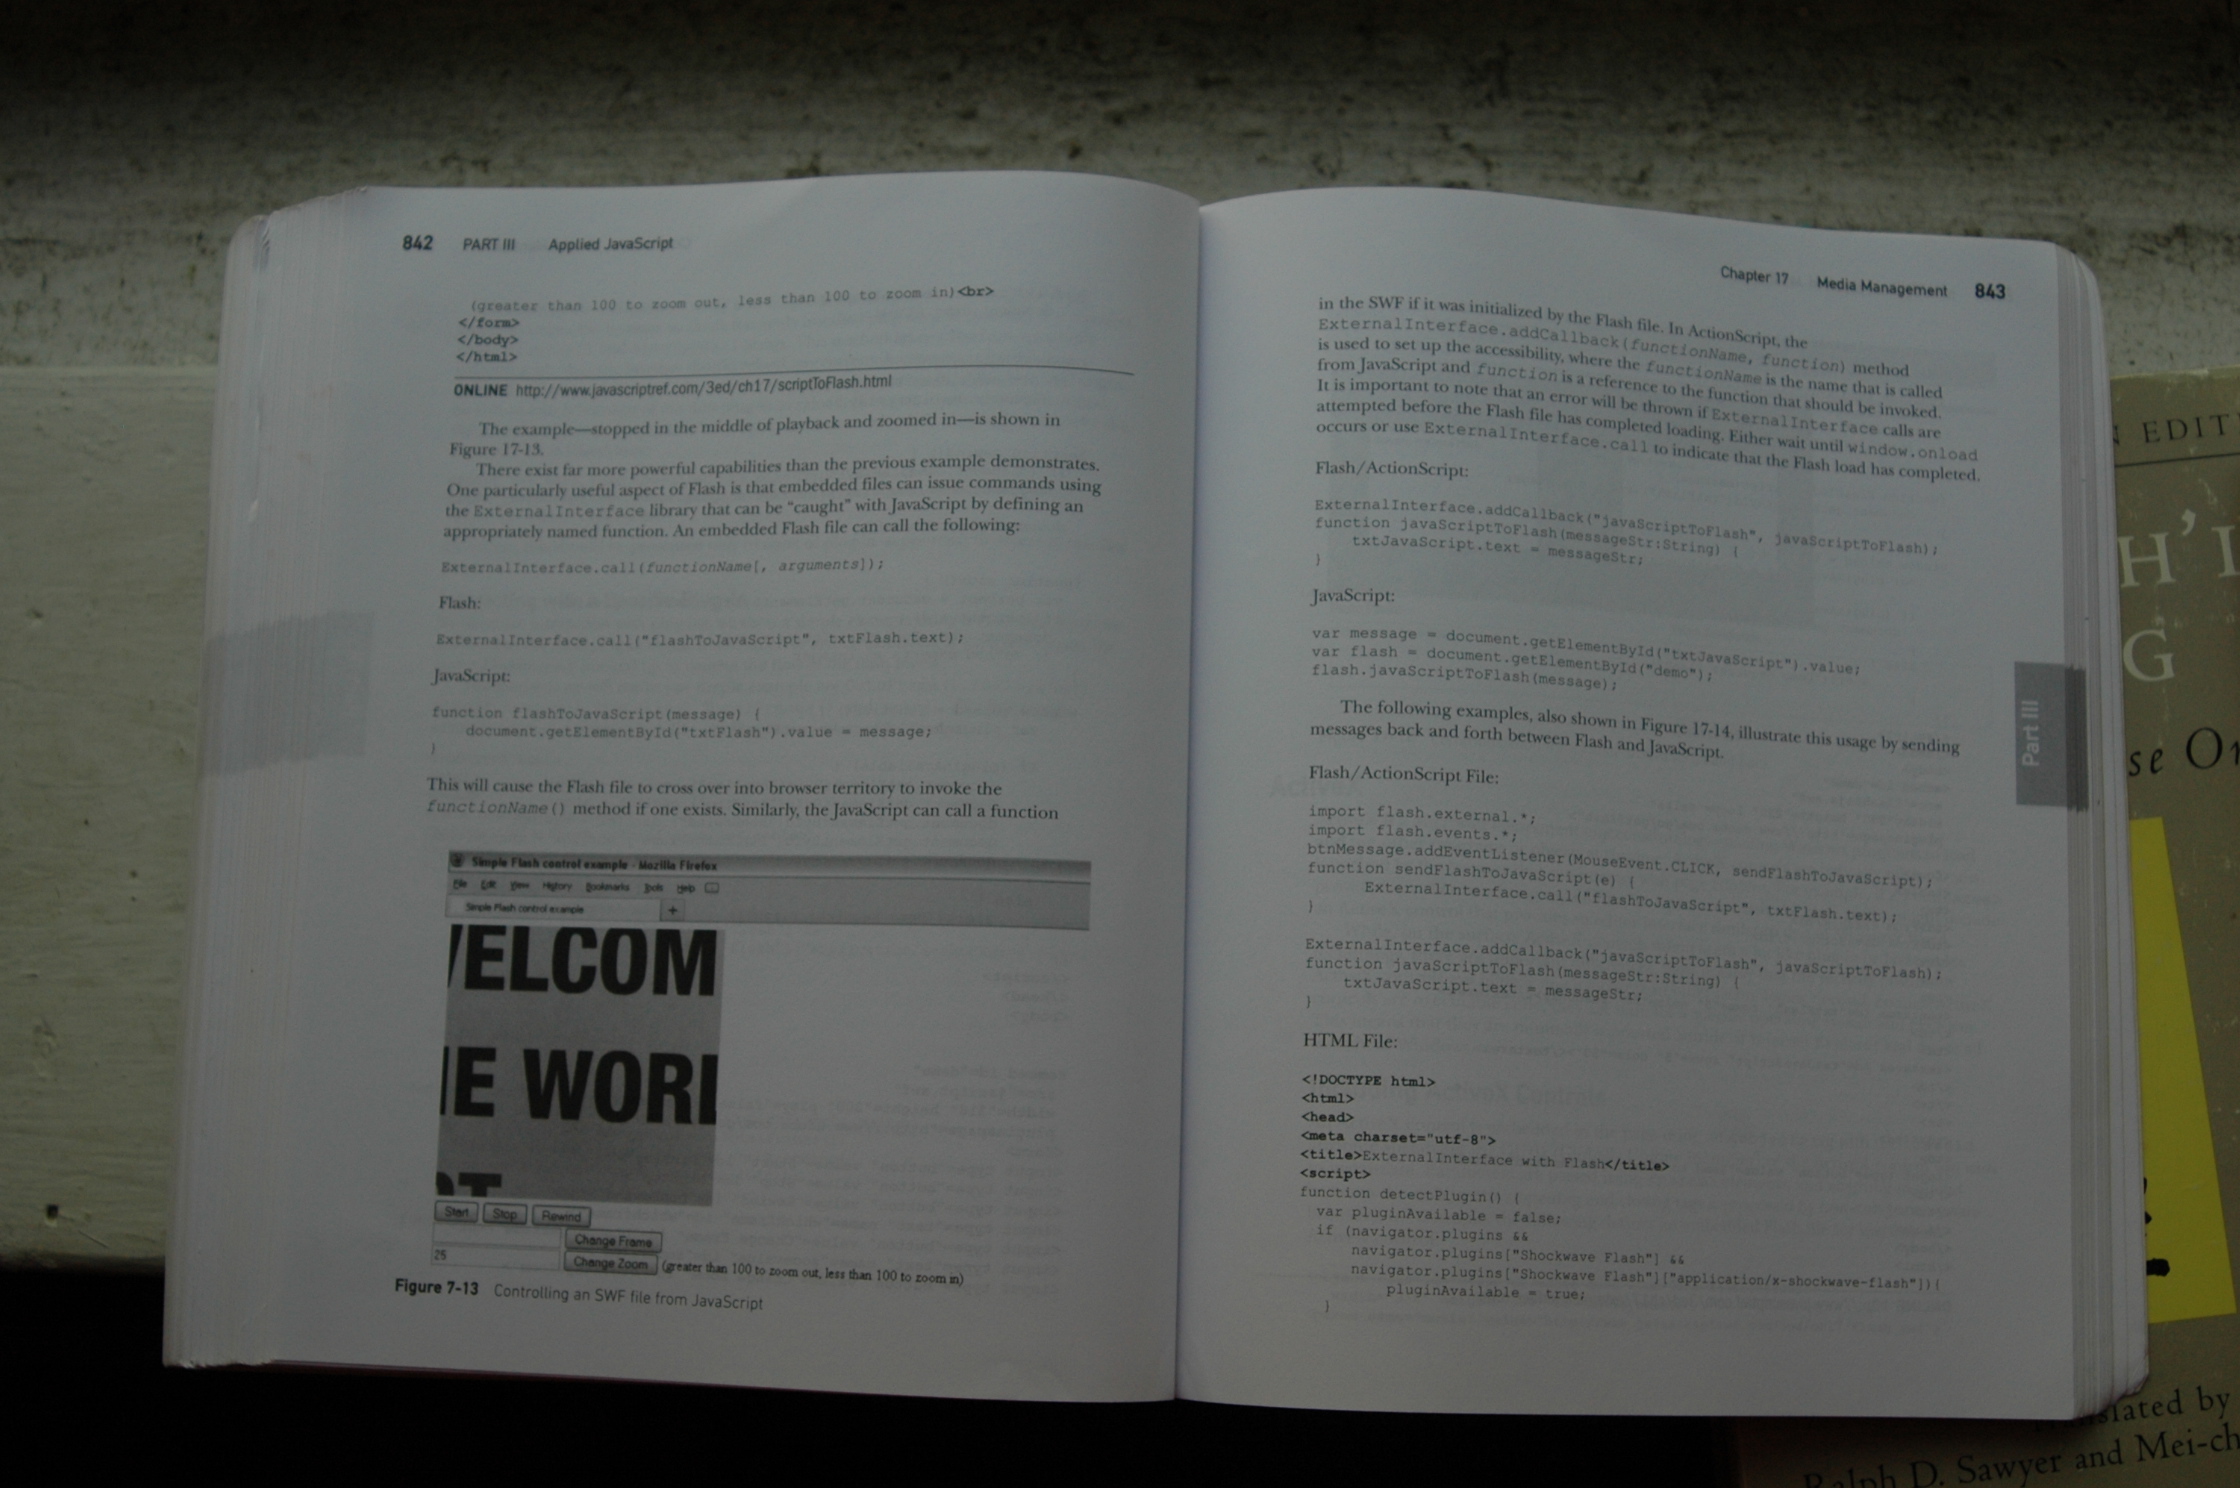 842 PART III Applied JavaScript
(greater than 100 to zoom out, less than 100 to zoom in)<br>
</form>
</body>
</html>
ONLINE http://www.javascriptref.com/3ed/ch17/scriptToFlash.html
The example—stopped in the middle of playback and zoomed in—is shown in
Figure 17-13.
There exist far more powerful capabilities than the previous example demonstrates.
One particularly useful aspect of Flash is that embedded files can issue commands using
the ExternalInterface library that can be "caught" with JavaScript by defining an
appropriately named function. An embedded Flash file can call the following:
ExternalInterface.call(functionName[, arguments]);
Flash:
ExternalInterface.call("flashToJavaScript", txtFlash.text);
JavaScript:
function flashToJavaScript(message) {
document.getElementById("txtFlash").value = message;
}
This will cause the Flash file to cross over into browser territory to invoke the
functionName() method if one exists. Similarly, the JavaScript can call a function
Simple Flash control example - Mozilla Firefox
File Edit View History Bookmarks Tools Help
Simple Flash control example +
/ELCOM
IE WORI
Start Stop Rewind
Change Frame
25 Change Zoom (greater than 100 to zoom out, less than 100 to zoom in)
Figure 7-13 Controlling an SWF file from JavaScript
Chapter 17 Media Management 843
in the SWF if it was initialized by the Flash file. In ActionScript, the
ExternalInterface.addCallback(functionName, function) method
is used to set up the accessibility, where the functionName is the name that is called
from JavaScript and function is a reference to the function that should be invoked.
It is important to note that an error will be thrown if ExternalInterface calls are
attempted before the Flash file has completed loading. Either wait until window.onload
occurs or use ExternalInterface.call to indicate that the Flash load has completed.
Flash/ActionScript:
ExternalInterface.addCallback("javaScriptToFlash", javaScriptToFlash);
function javaScriptToFlash(messageStr:String) {
txtJavaScript.text = messageStr;
}
JavaScript:
var message = document.getElementById("txtJavaScript").value;
var flash = document.getElementById("demo");
flash.javaScriptToFlash(message);
The following examples, also shown in Figure 17-14, illustrate this usage by sending
messages back and forth between Flash and JavaScript.
Flash/ActionScript File:
import flash.external.*;
import flash.events.*;
btnMessage.addEventListener(MouseEvent.CLICK, sendFlashToJavaScript);
function sendFlashToJavaScript(e) {
ExternalInterface.call("flashToJavaScript", txtFlash.text);
}
ExternalInterface.addCallback("javaScriptToFlash", javaScriptToFlash);
function javaScriptToFlash(messageStr:String) {
txtJavaScript.text = messageStr;
}
HTML File:
<!DOCTYPE html>
<html>
<head>
<meta charset="utf-8">
<title>ExternalInterface with Flash</title>
<script>
function detectPlugin() {
var pluginAvailable = false;
if (navigator.plugins &&
navigator.plugins["Shockwave Flash"] &&
navigator.plugins["Shockwave Flash"]["application/x-shockwave-flash"]){
pluginAvailable = true;
}
Part III
EDIT
H'I
G
se Or
slated by
Ralph D. Sawyer and Mei-ch